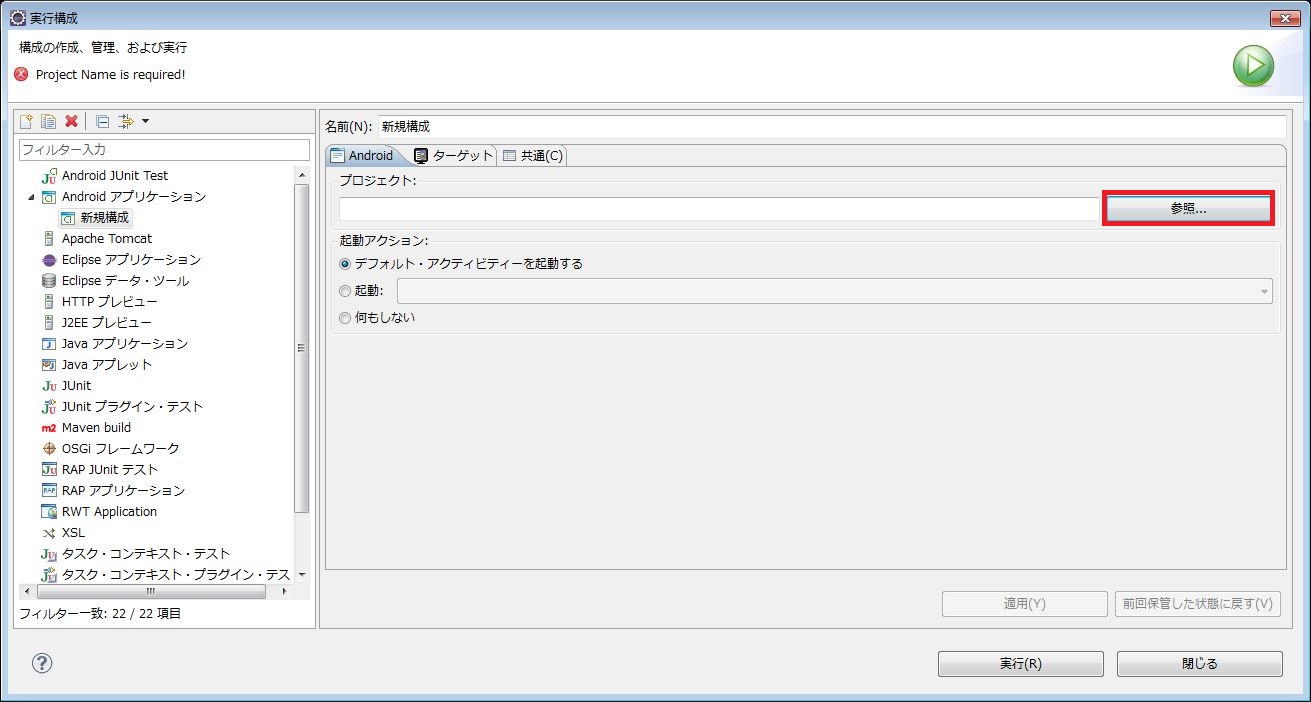 実行構成
構成の作成、管理、および実行
Project Name is required!
フィルター入力
Android JUnit Test
Android アプリケーション
新規構成
Apache Tomcat
Eclipse アプリケーション
Eclipse データ・ツール
HTTP プレビュー
J2EE プレビュー
Java アプリケーション
Java アプレット
JUnit
JUnit プラグイン・テスト
Maven build
OSGi フレームワーク
RAP JUnit テスト
RAP アプリケーション
RWT Application
XSL
タスク・コンテキスト・テスト
タスク・コンテキスト・プラグイン・テス
フィルター一致: 22 / 22 項目
名前(N): 新規構成
Android ターゲット 共通(C)
プロジェクト:
参照...
起動アクション:
デフォルト・アクティビティーを起動する
起動:
何もしない
適用(Y) 前回保管した状態に戻す(V)
実行(R) 閉じる